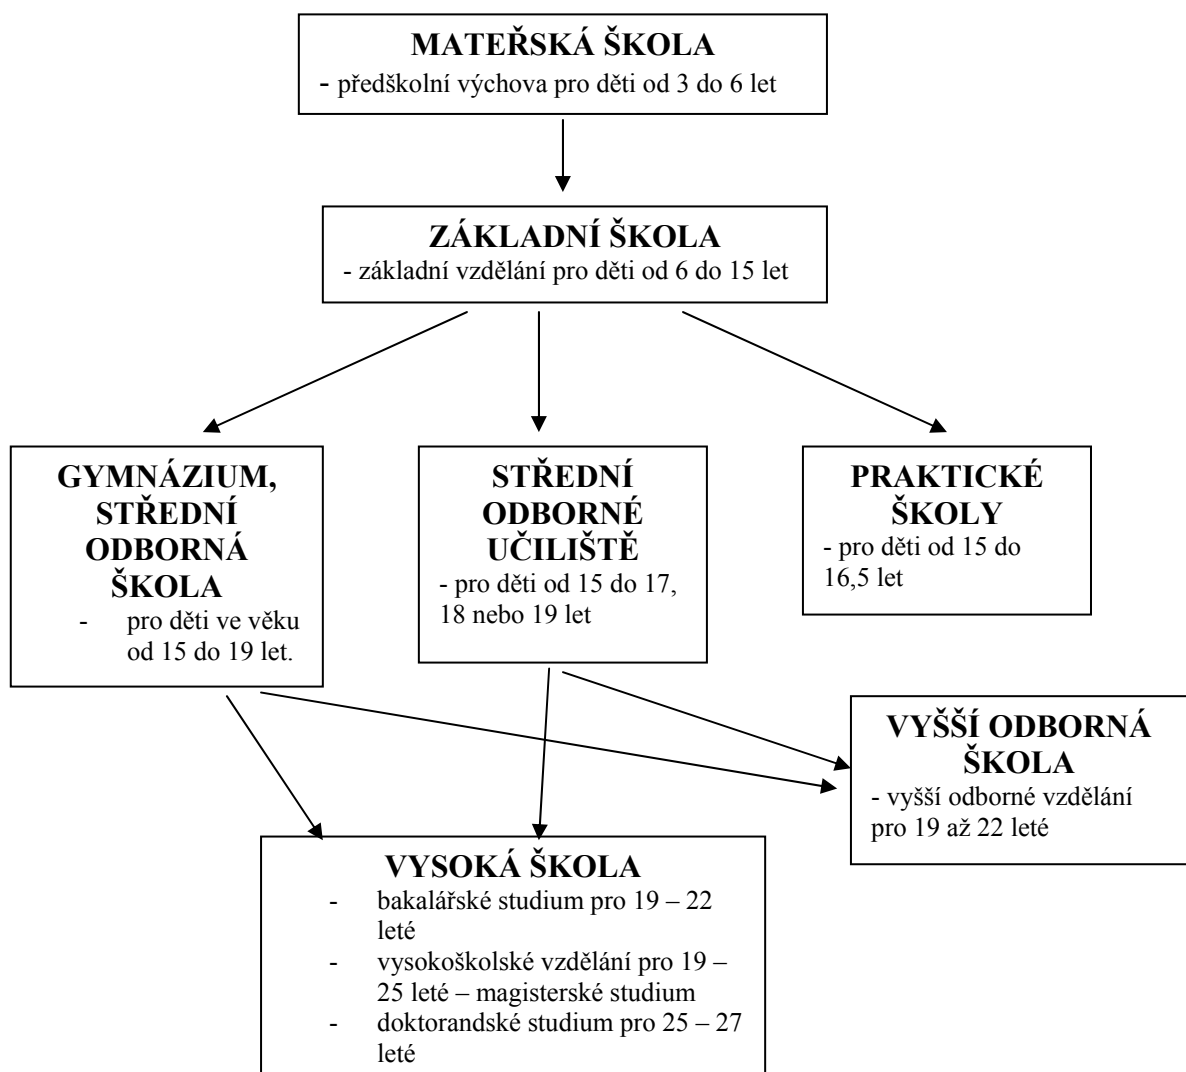 MATEŘSKÁ ŠKOLA
- předškolní výchova pro děti od 3 do 6 let
ZÁKLADNÍ ŠKOLA
- základní vzdělání pro děti od 6 do 15 let
GYMNÁZIUM,
STŘEDNÍ
ODBORNÁ
ŠKOLA
- pro děti ve věku
od 15 do 19 let.
STŘEDNÍ
ODBORNÉ
UČILIŠTĚ
- pro děti od 15 do 17,
18 nebo 19 let
PRAKTICKÉ
ŠKOLY
- pro děti od 15 do
16,5 let
VYŠŠÍ ODBORNÁ
ŠKOLA
- vyšší odborné vzdělání
pro 19 až 22 leté
VYSOKÁ ŠKOLA
- bakalářské studium pro 19 – 22
leté
- vysokoškolské vzdělání pro 19 –
25 leté – magisterské studium
- doktorandské studium pro 25 – 27
leté